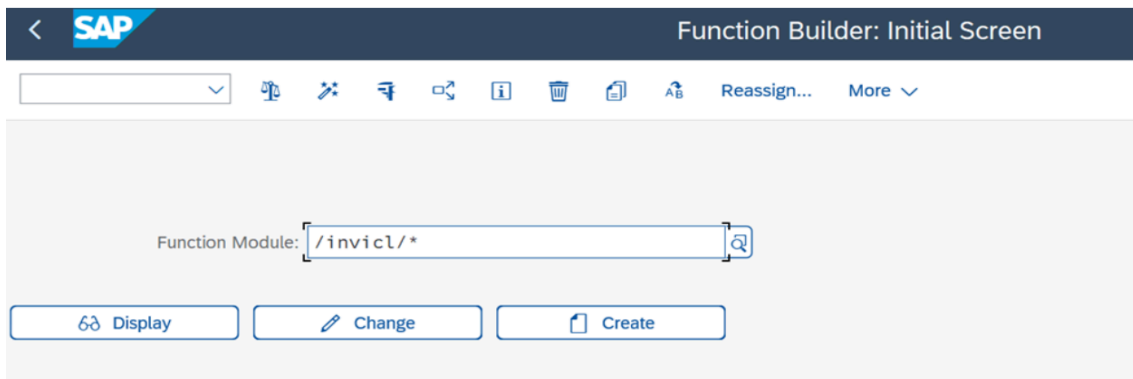 SAP Function Builder: Initial Screen
Reassign... More
Function Module: /invicl/*
Display Change Create